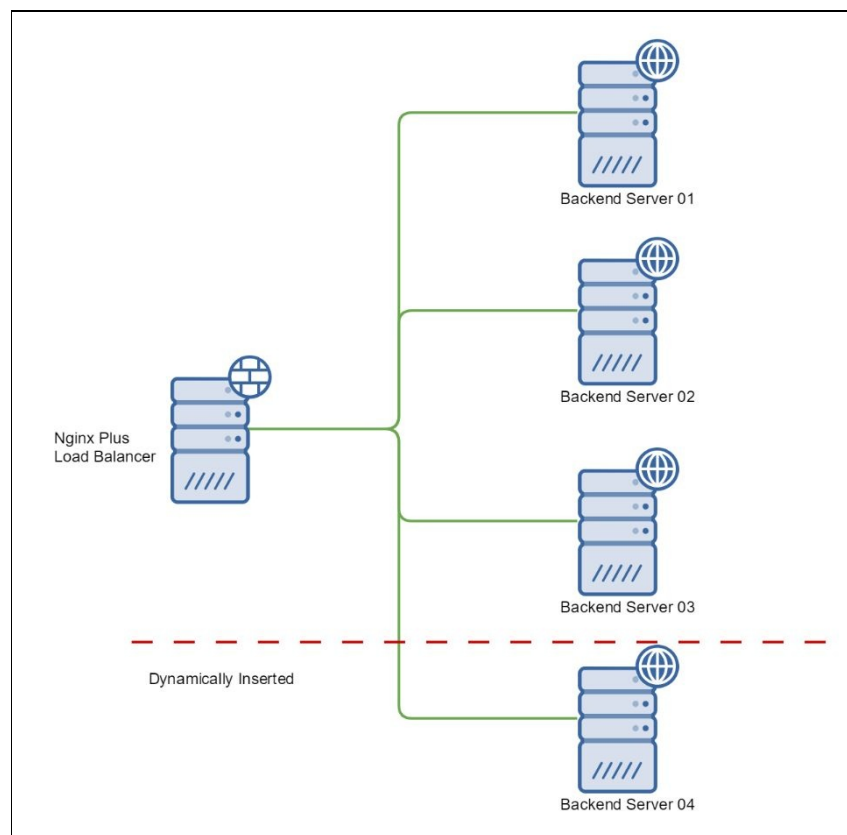 Backend Server 01
Backend Server 02
Nginx Plus
Load Balancer
Backend Server 03
Dynamically Inserted
Backend Server 04